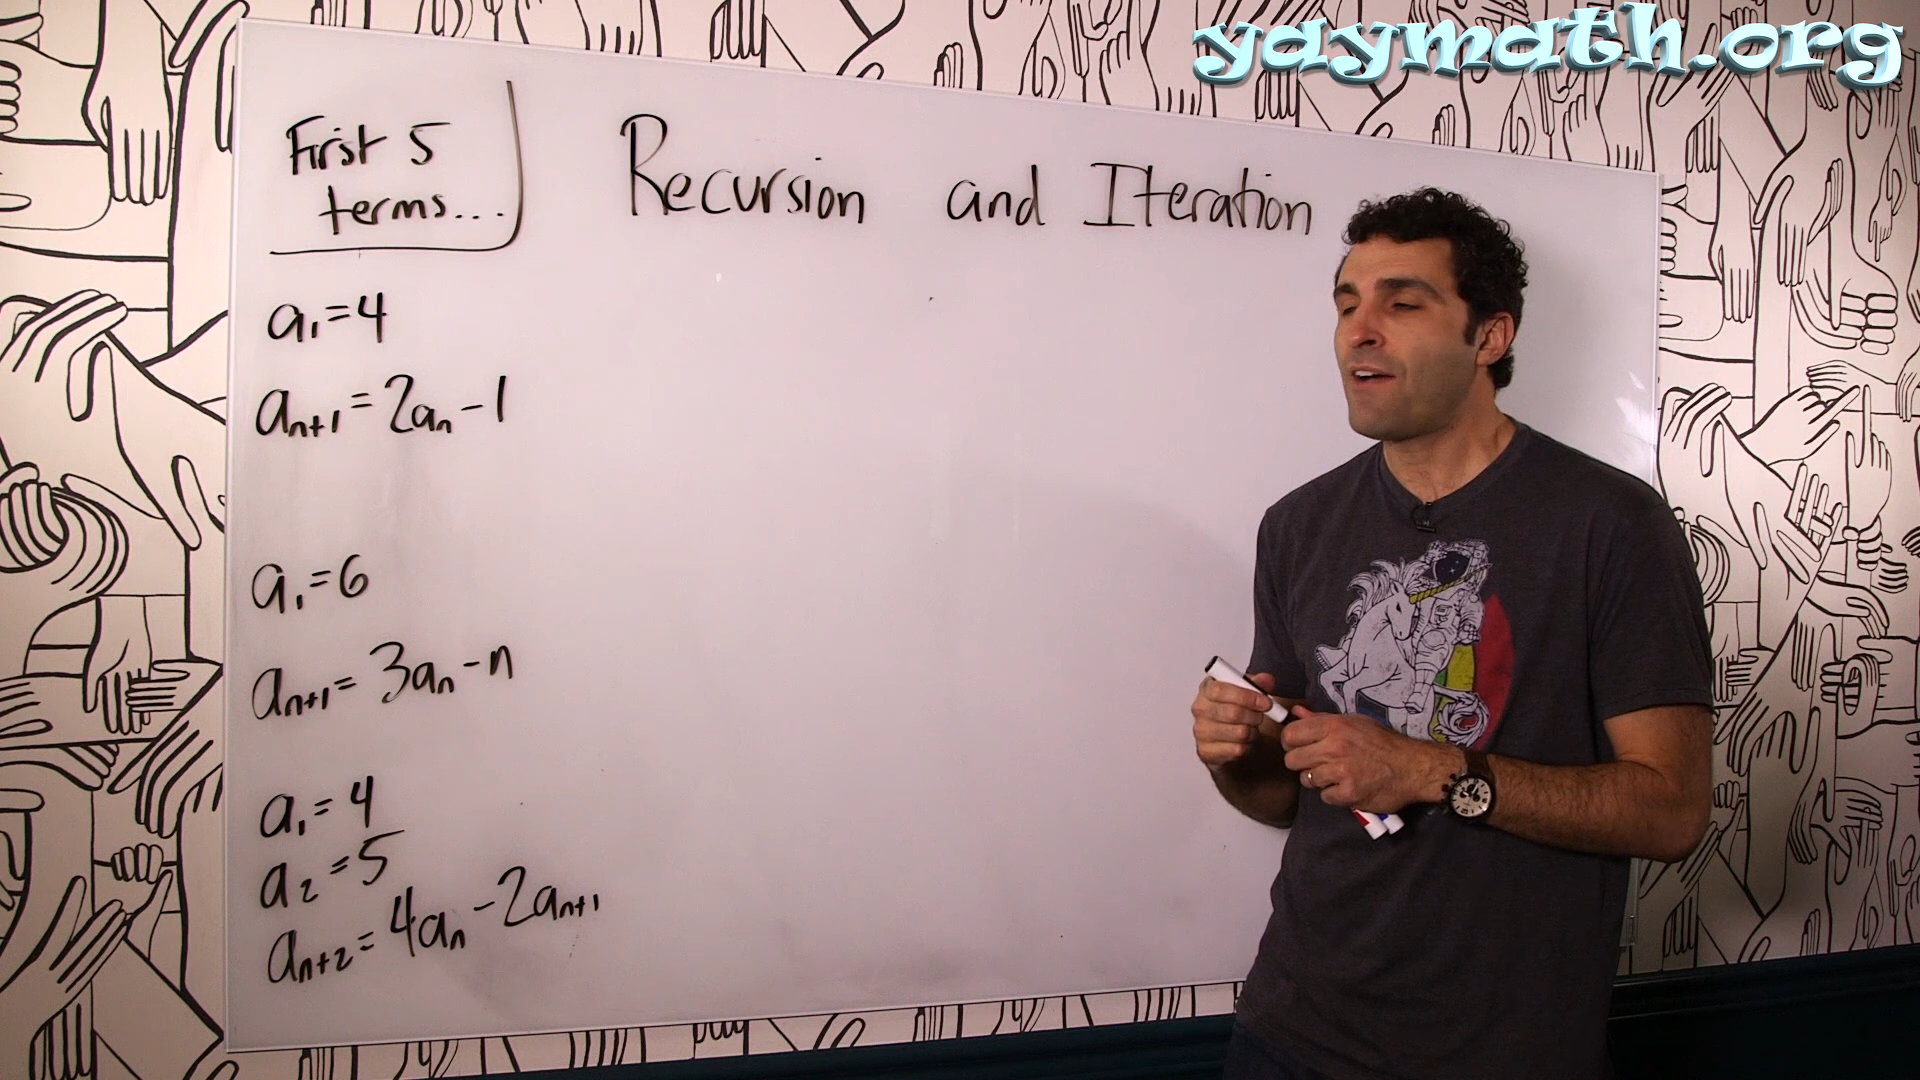 yaymath.org
First 5
terms...
Recursion and Iteration
a₁=4
aₙ₊₁=2aₙ-1
a₁=6
aₙ₊₁=3aₙ-n
a₁=4
a₂=5
aₙ₊₂=4aₙ-2aₙ₊₁